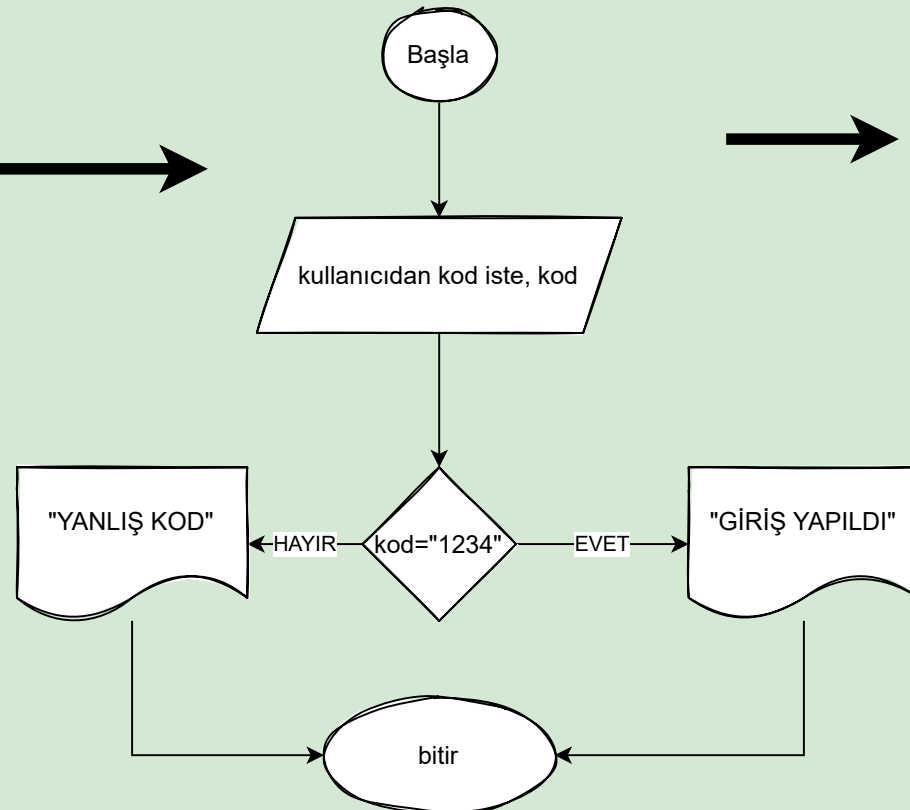 Başla
kullanıcıdan kod iste, kod
"YANLIŞ KOD"
HAYIR
kod="1234"
EVET
"GİRİŞ YAPILDI"
bitir